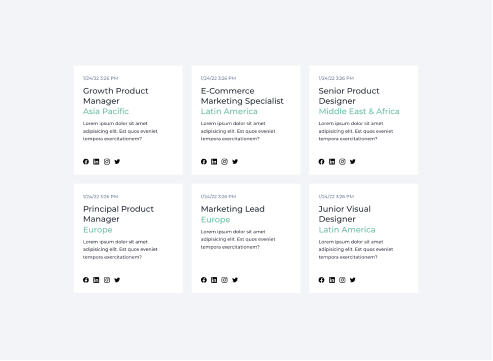 1/24/22 3:26 PM
Growth Product
Manager
Asia Pacific
Lorem ipsum dolor sit amet
adipisicing elit. Est quos eveniet
tempora exercitationem?
1/24/22 3:26 PM
E-Commerce
Marketing Specialist
Latin America
Lorem ipsum dolor sit amet
adipisicing elit. Est quos eveniet
tempora exercitationem?
1/24/22 3:26 PM
Senior Product
Designer
Middle East & Africa
Lorem ipsum dolor sit amet
adipisicing elit. Est quos eveniet
tempora exercitationem?
1/24/22 3:26 PM
Principal Product
Manager
Europe
Lorem ipsum dolor sit amet
adipisicing elit. Est quos eveniet
tempora exercitationem?
1/24/22 3:26 PM
Marketing Lead
Europe
Lorem ipsum dolor sit amet
adipisicing elit. Est quos eveniet
tempora exercitationem?
1/24/22 3:26 PM
Junior Visual
Designer
Latin America
Lorem ipsum dolor sit amet
adipisicing elit. Est quos eveniet
tempora exercitationem?